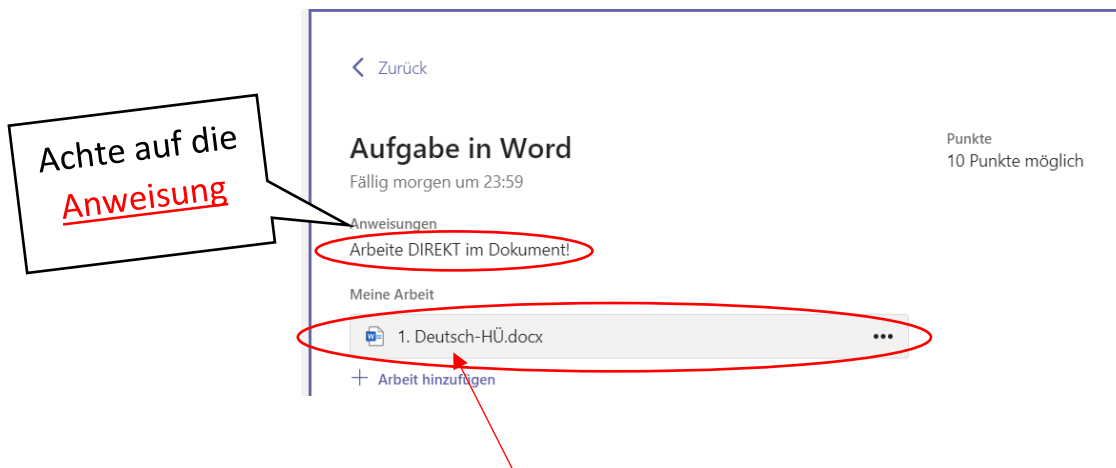 Zurück
Achte auf die
Anweisung
Aufgabe in Word
Fällig morgen um 23:59
Punkte
10 Punkte möglich
Anweisungen
Arbeite DIREKT im Dokument!
Meine Arbeit
1. Deutsch-HÜ.docx
Arbeit hinzufügen